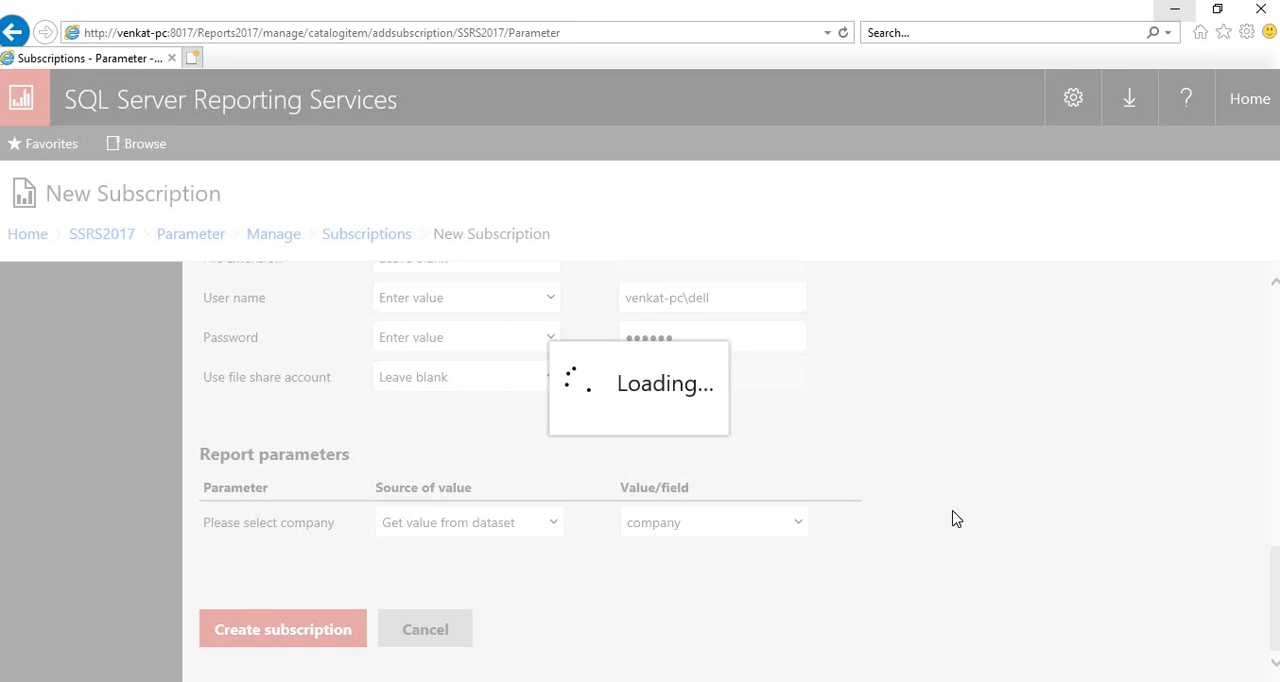 http://venkat-pc:8017/Reports2017/manage/catalogitem/addsubscription/SSRS2017/Parameter
Search...
Subscriptions - Parameter -...
SQL Server Reporting Services
?
Home
Favorites
Browse
New Subscription
Home
SSRS2017
Parameter
Manage
Subscriptions
New Subscription
User name
Enter value
venkat-pc\dell
Password
Enter value
●●●●●●
Use file share account
Leave blank
Loading...
Report parameters
Parameter
Source of value
Value/field
Please select company
Get value from dataset
company
Create subscription
Cancel